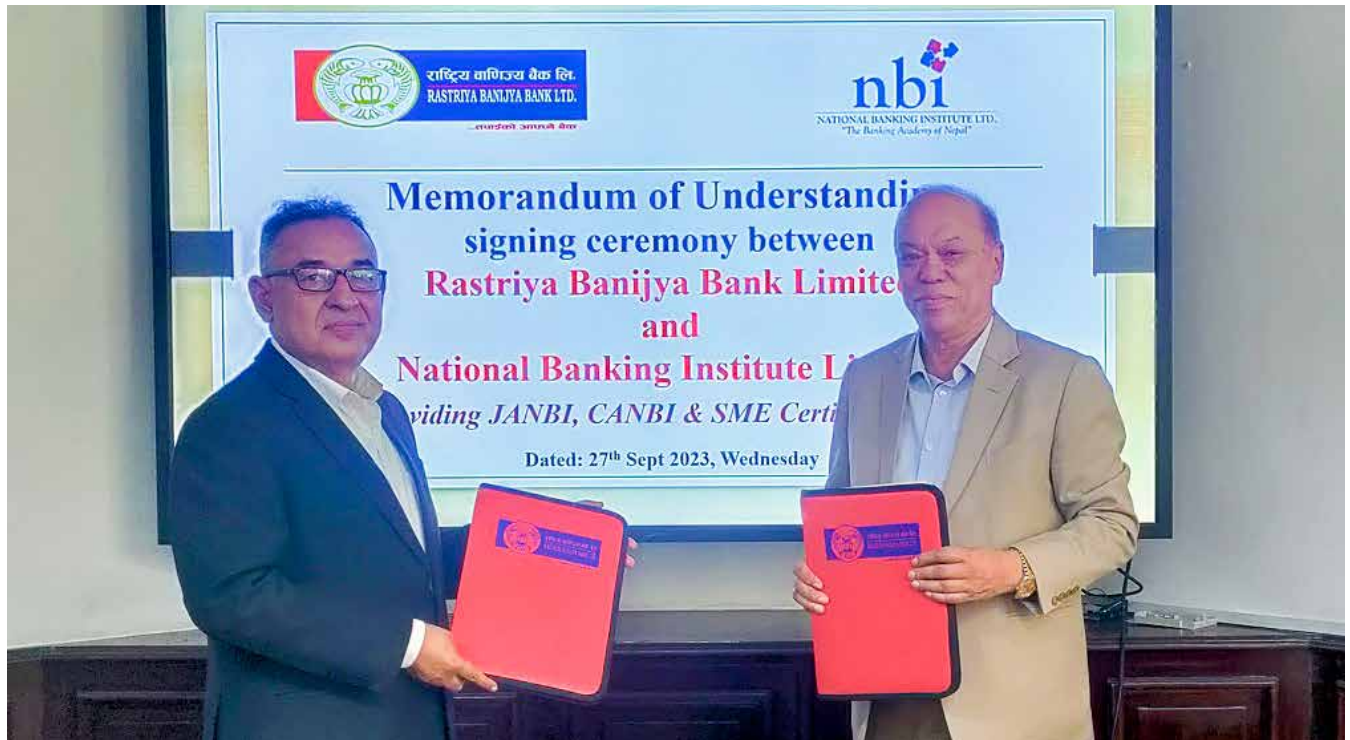 राष्ट्रिय वाणिज्य बैंक लि.
RASTRIYA BANIJYA BANK LTD.
...तपाईंको आफ्नै बैंक
nbi
NATIONAL BANKING INSTITUTE LTD.
"The Banking Academy of Nepal"
Memorandum of Understandin
signing ceremony between
Rastriya Banijya Bank Limite
and
National Banking Institute L
viding JANBI, CANBI & SME Certi
Dated: 27th Sept 2023, Wednesday